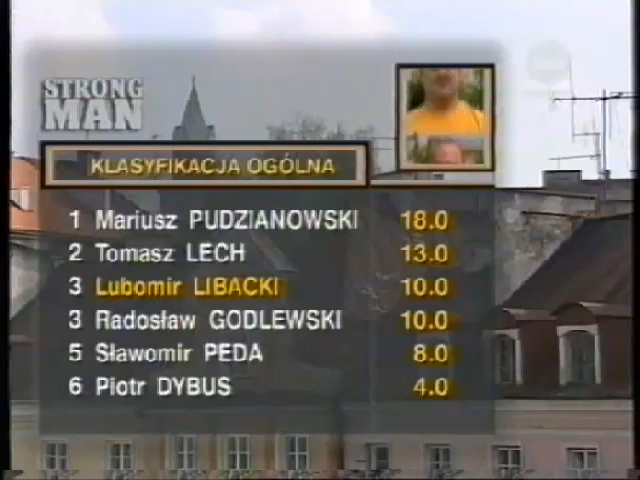 STRONG
MAN
KLASYFIKACJA OGÓLNA
1 Mariusz PUDZIANOWSKI 18.0
2 Tomasz LECH 13.0
3 Lubomir LIBACKI 10.0
3 Radosław GODLEWSKI 10.0
5 Sławomir PEDA 8.0
6 Piotr DYBUS 4.0